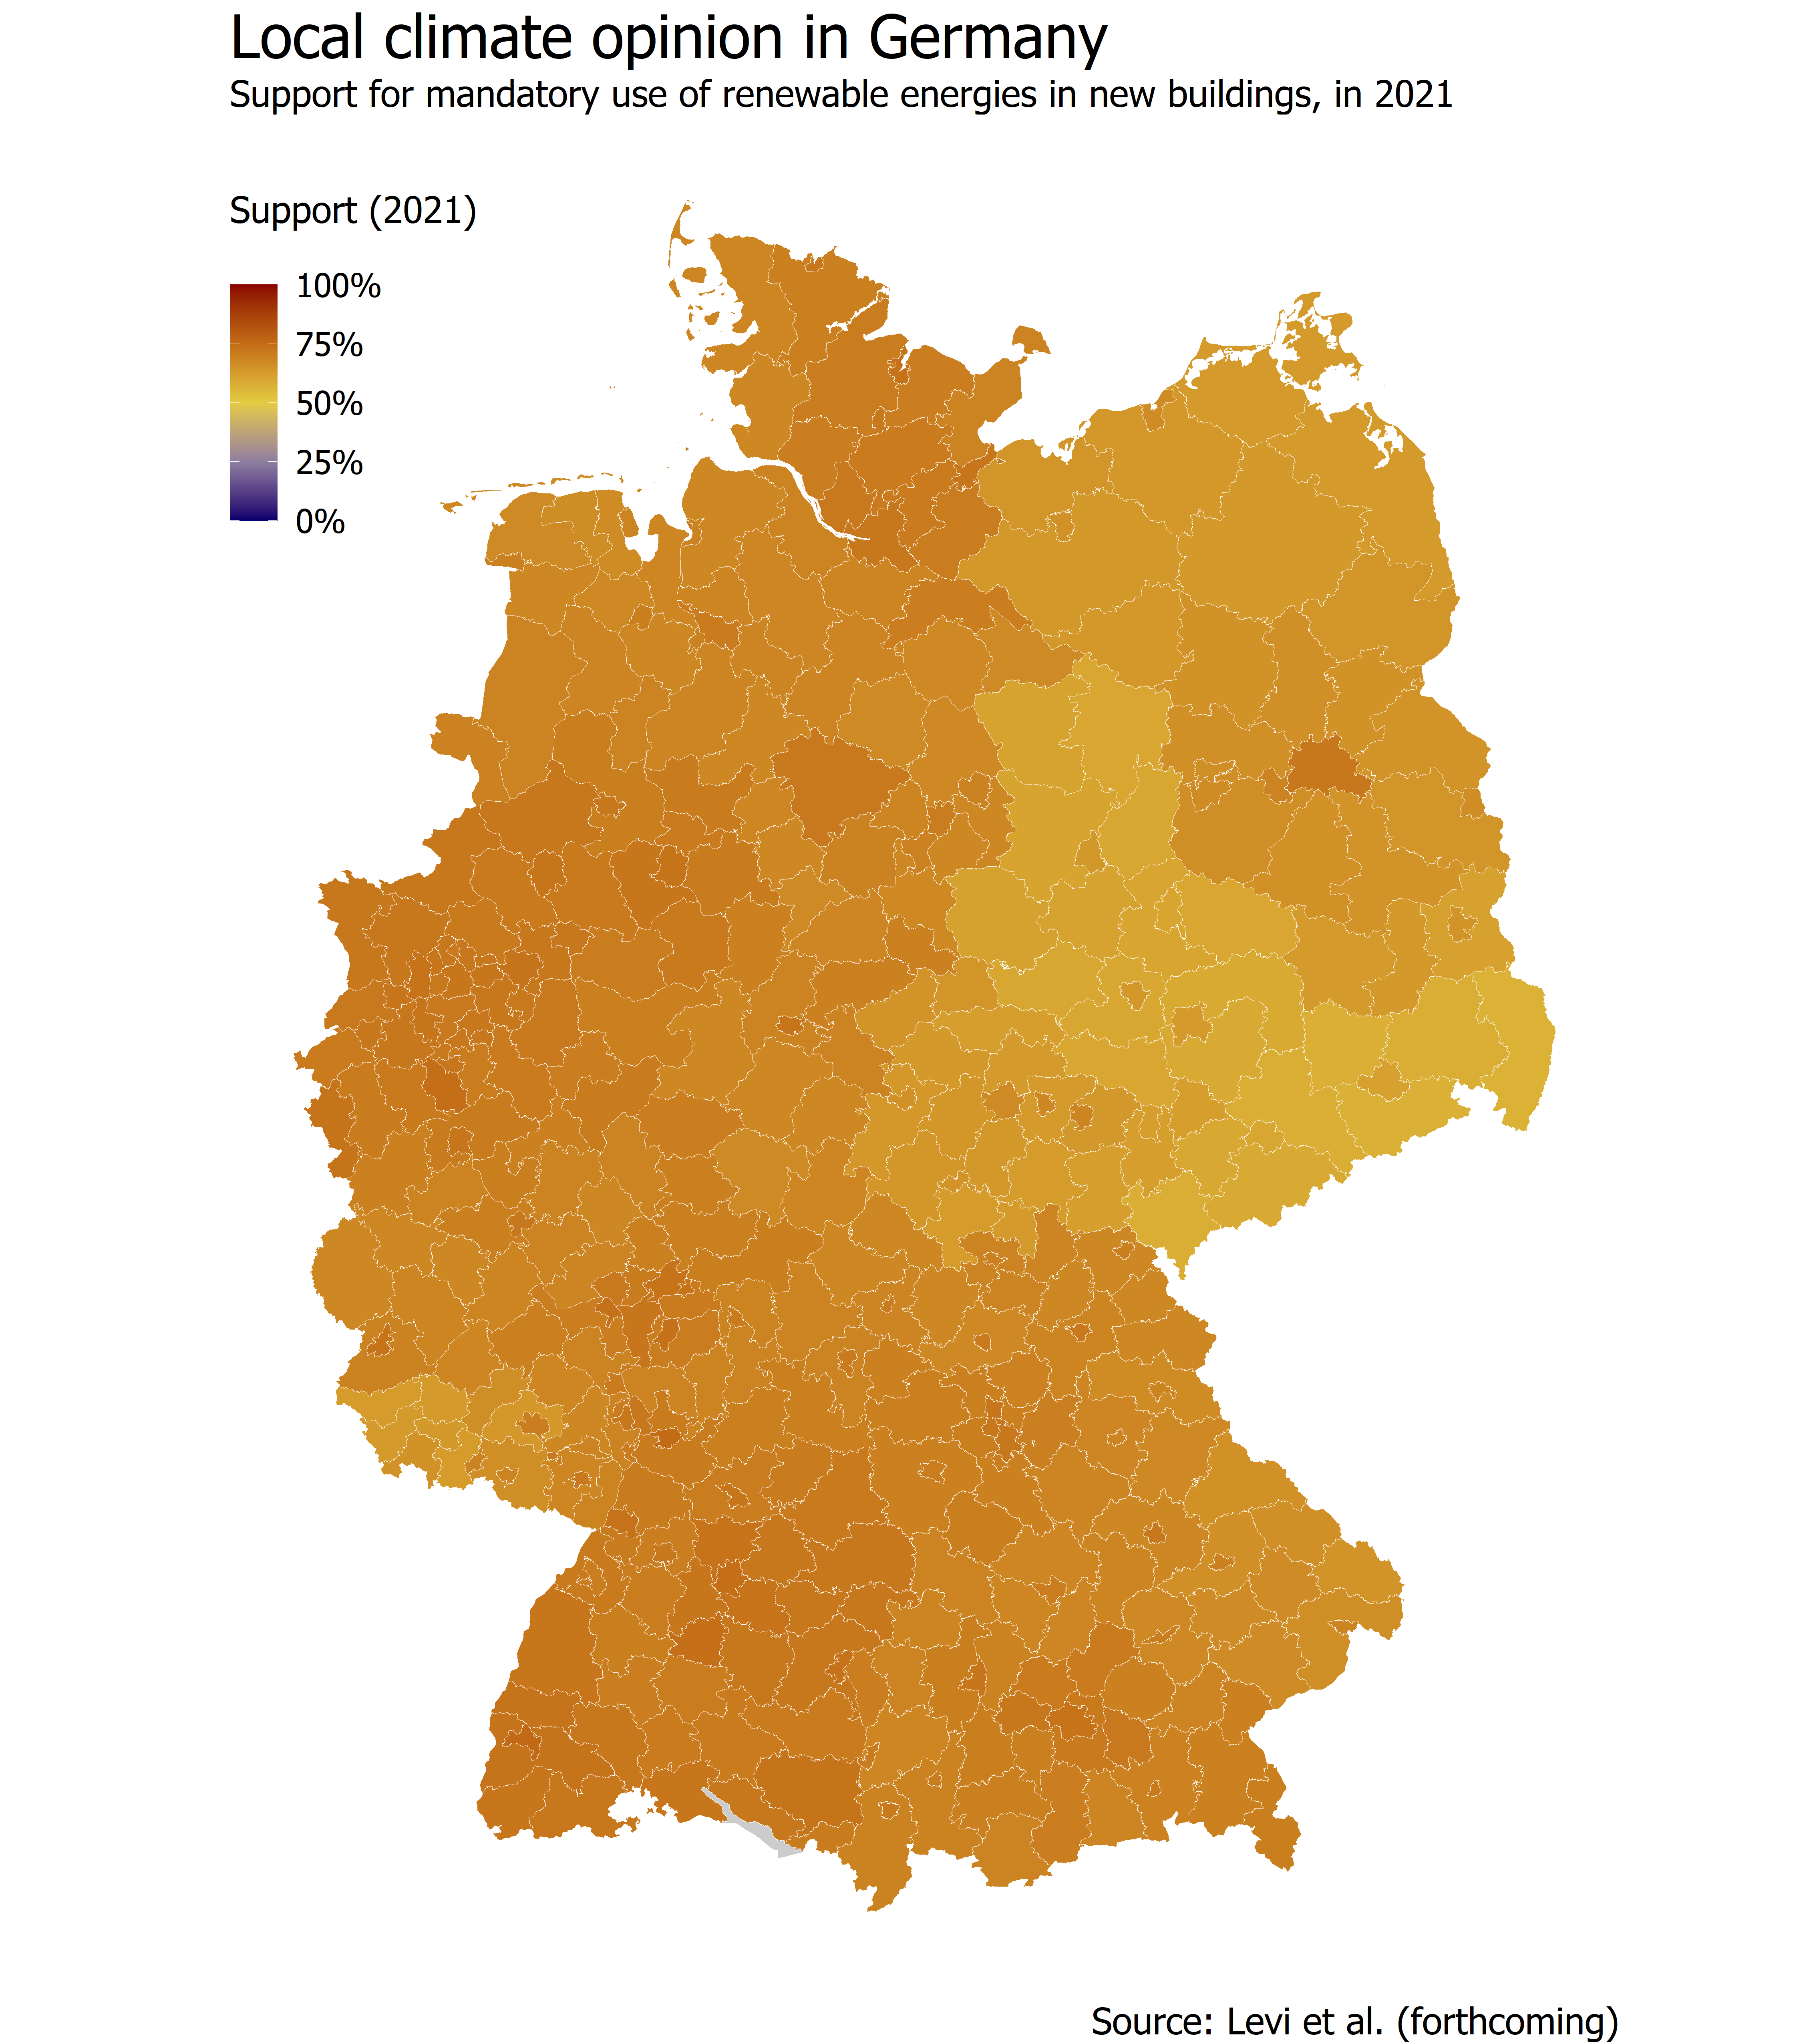 Local climate opinion in Germany
Support for mandatory use of renewable energies in new buildings, in 2021
Support (2021)
100%
75%
50%
25%
0%
Source: Levi et al. (forthcoming)